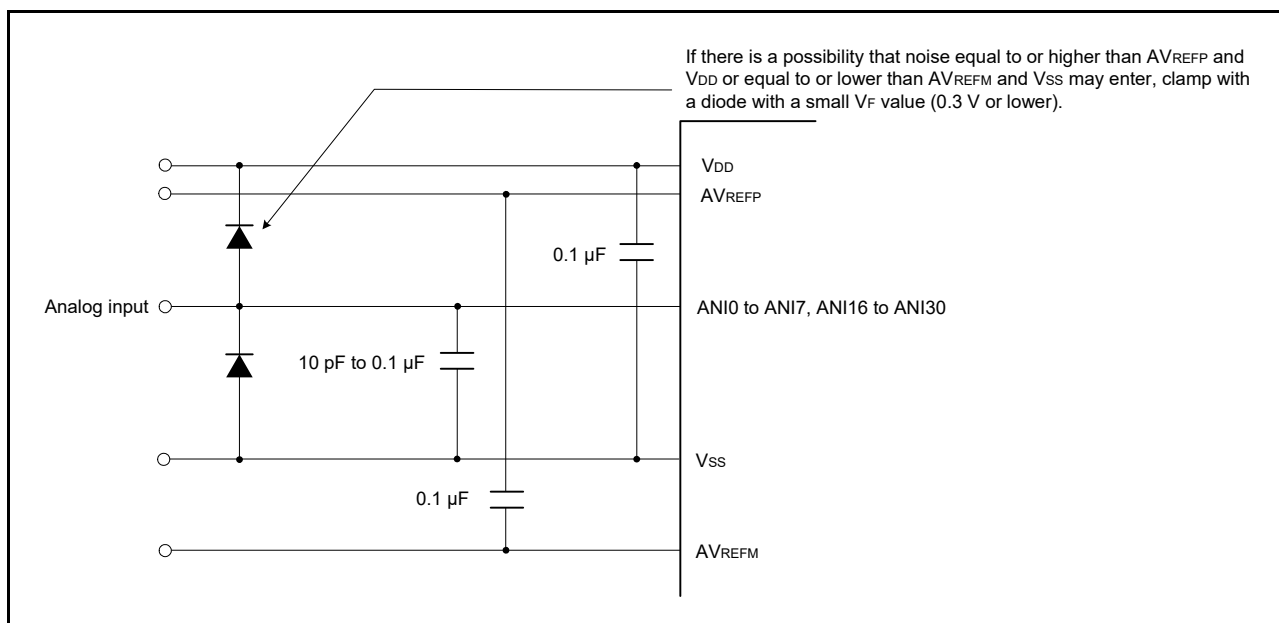 If there is a possibility that noise equal to or higher than AVREFP and
VDD or equal to or lower than AVREFM and VSS may enter, clamp with
a diode with a small VF value (0.3 V or lower).
VDD
AVREFP
0.1 µF
Analog input
ANI0 to ANI7, ANI16 to ANI30
10 pF to 0.1 µF
VSS
0.1 µF
AVREFM